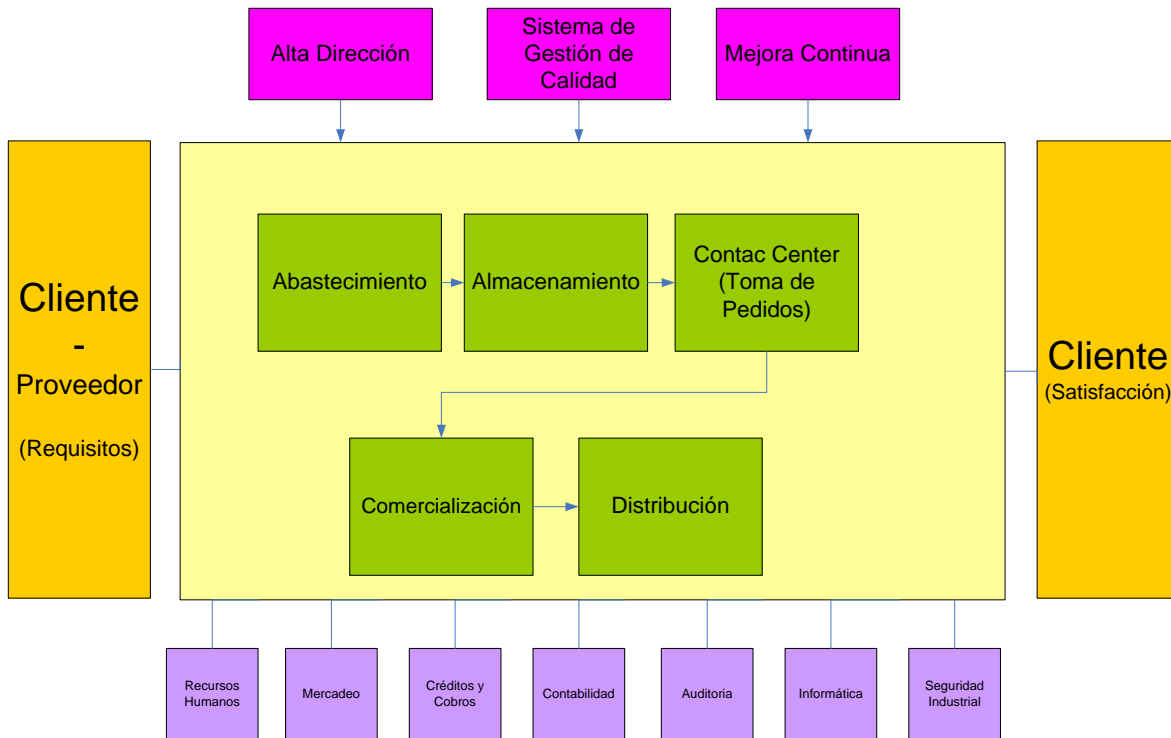 Alta Dirección
Sistema de
Gestión de
Calidad
Mejora Continua
Cliente
-
Proveedor
(Requisitos)
Abastecimiento
Almacenamiento
Contac Center
(Toma de
Pedidos)
Comercialización
Distribución
Cliente
(Satisfacción)
Recursos
Humanos
Mercadeo
Créditos y
Cobros
Contabilidad
Auditoria
Informática
Seguridad
Industrial